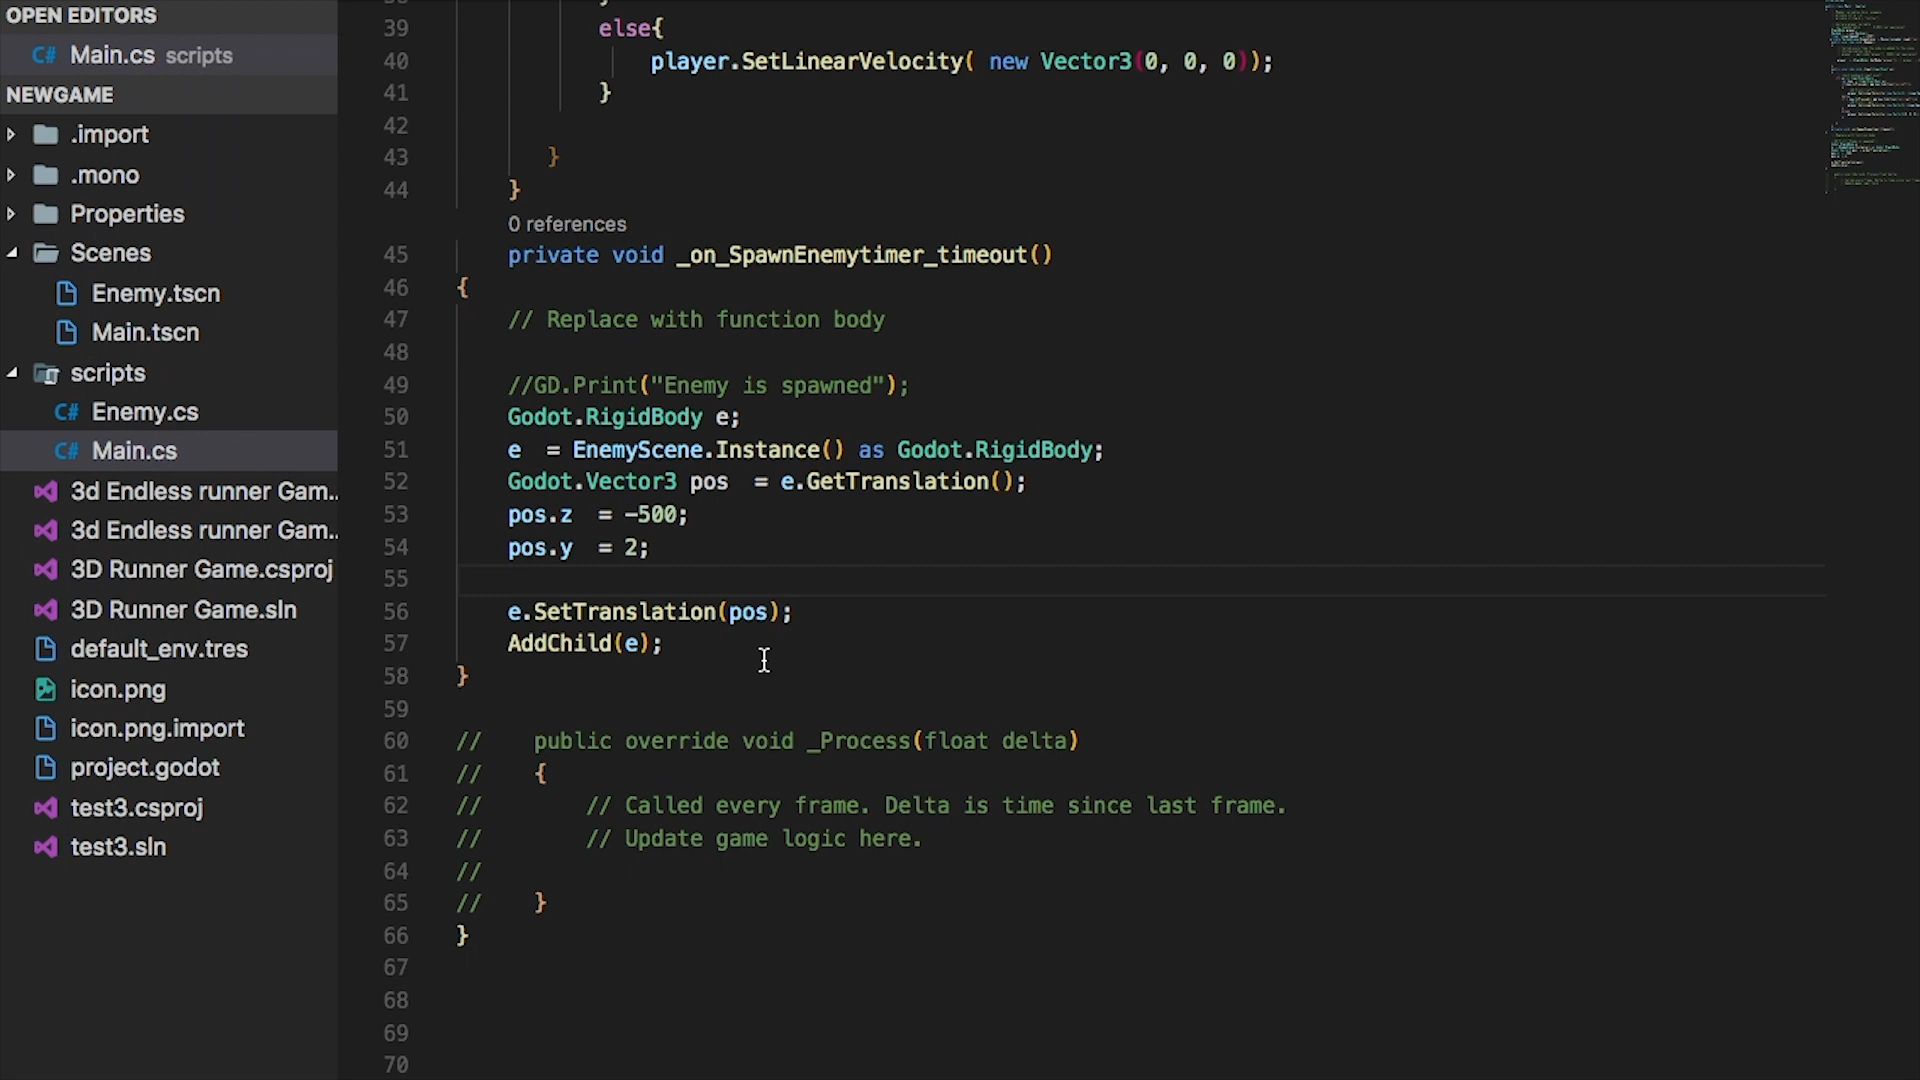 OPEN EDITORS
C# Main.cs scripts
NEWGAME
.import
.mono
Properties
Scenes
Enemy.tscn
Main.tscn
scripts
C# Enemy.cs
C# Main.cs
3d Endless runner Gam..
3d Endless runner Gam..
3D Runner Game.csproj
3D Runner Game.sln
default_env.tres
icon.png
icon.png.import
project.godot
test3.csproj
test3.sln
39 else{
40 player.SetLinearVelocity( new Vector3(0, 0, 0));
41 }
42
43 }
44 }
0 references
45 private void _on_SpawnEnemytimer_timeout()
46 {
47 // Replace with function body
48
49 //GD.Print("Enemy is spawned");
50 Godot.RigidBody e;
51 e  = EnemyScene.Instance() as Godot.RigidBody;
52 Godot.Vector3 pos  = e.GetTranslation();
53 pos.z  = -500;
54 pos.y  = 2;
55
56 e.SetTranslation(pos);
57 AddChild(e);
58 }
59
60 //    public override void _Process(float delta)
61 //    {
62 //        // Called every frame. Delta is time since last frame.
63 //        // Update game logic here.
64 //
65 //    }
66 }
67
68
69
70